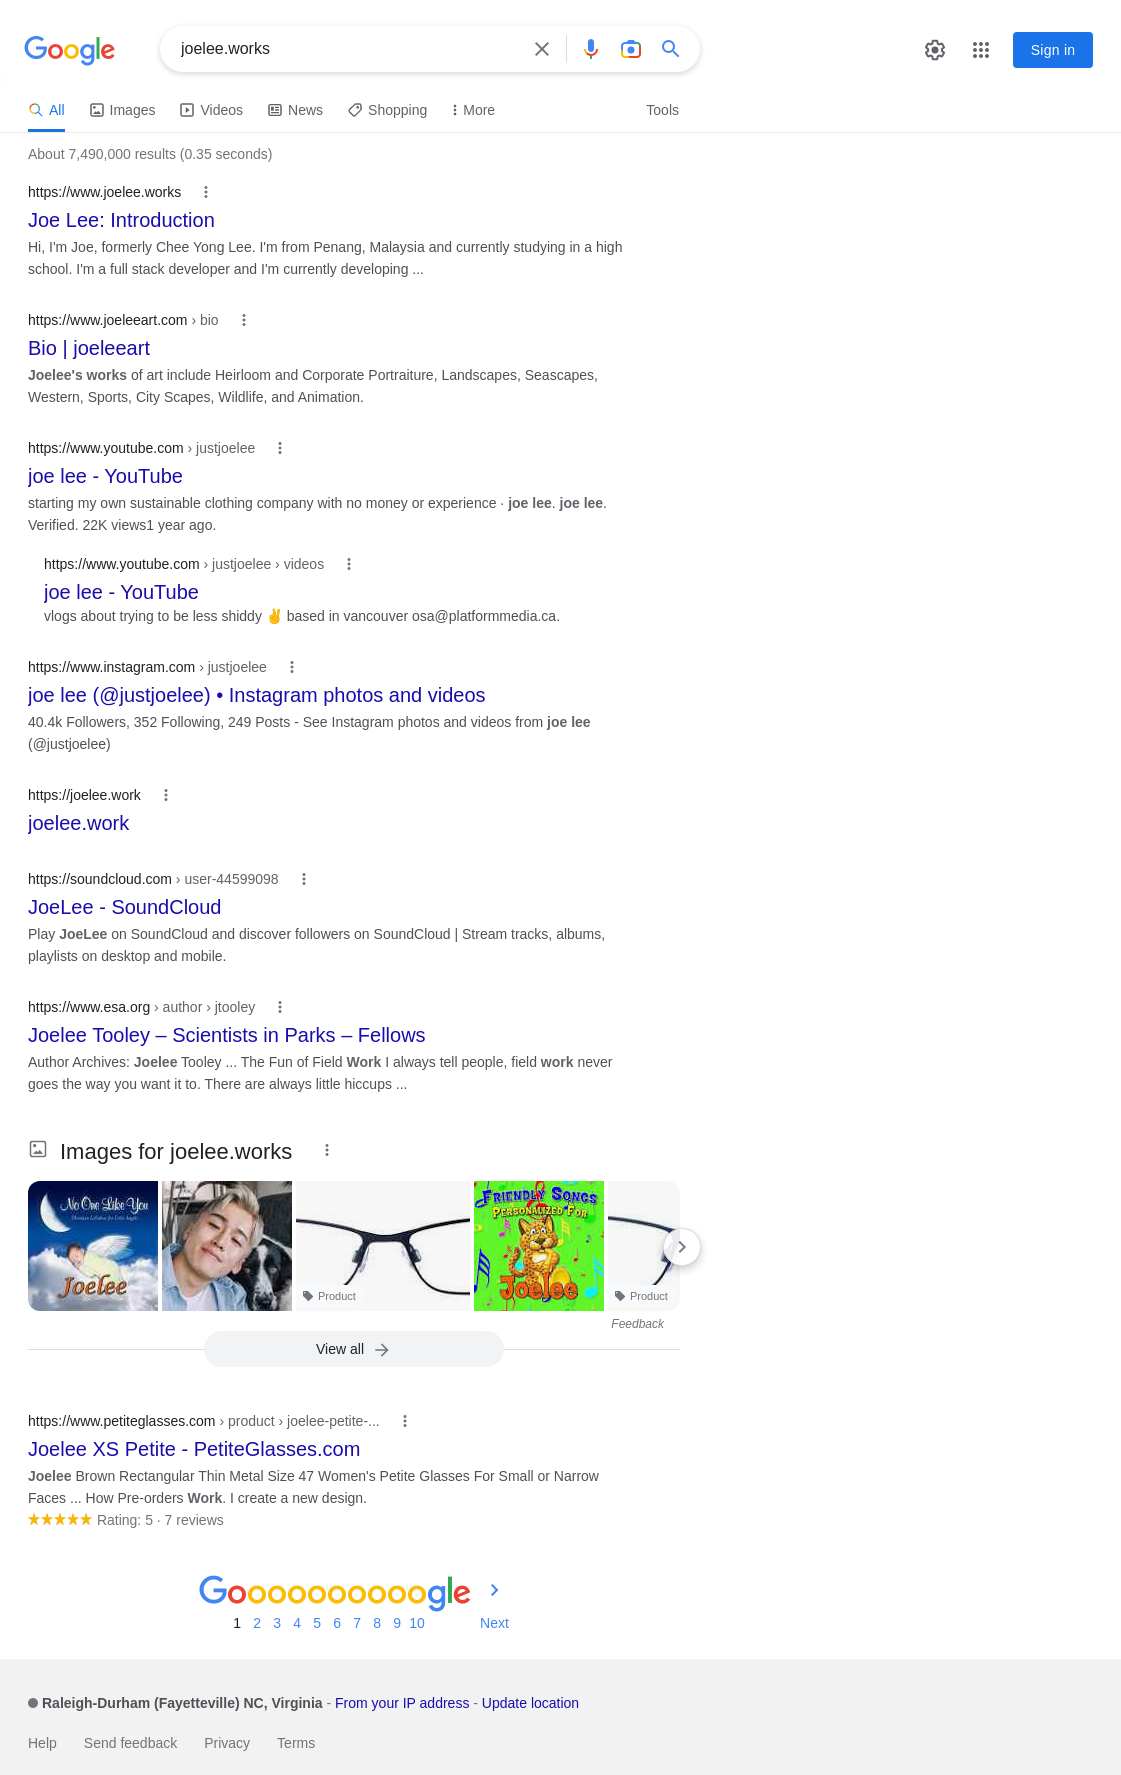 Google
joelee.works
Sign in
All
Images
Videos
News
Shopping
More
Tools
About 7,490,000 results (0.35 seconds)
https://www.joelee.works
Joe Lee: Introduction
Hi, I'm Joe, formerly Chee Yong Lee. I'm from Penang, Malaysia and currently studying in a high
school. I'm a full stack developer and I'm currently developing ...
https://www.joeleeart.com › bio
Bio | joeleeart
Joelee's works of art include Heirloom and Corporate Portraiture, Landscapes, Seascapes,
Western, Sports, City Scapes, Wildlife, and Animation.
https://www.youtube.com › justjoelee
joe lee - YouTube
starting my own sustainable clothing company with no money or experience · joe lee. joe lee.
Verified. 22K views1 year ago.
https://www.youtube.com › justjoelee › videos
joe lee - YouTube
vlogs about trying to be less shiddy ✌ based in vancouver osa@platformmedia.ca.
https://www.instagram.com › justjoelee
joe lee (@justjoelee) • Instagram photos and videos
40.4k Followers, 352 Following, 249 Posts - See Instagram photos and videos from joe lee
(@justjoelee)
https://joelee.work
joelee.work
https://soundcloud.com › user-44599098
JoeLee - SoundCloud
Play JoeLee on SoundCloud and discover followers on SoundCloud | Stream tracks, albums,
playlists on desktop and mobile.
https://www.esa.org › author › jtooley
Joelee Tooley – Scientists in Parks – Fellows
Author Archives: Joelee Tooley ... The Fun of Field Work I always tell people, field work never
goes the way you want it to. There are always little hiccups ...
Images for joelee.works
No One Like You
Joelee
Product
FRIENDLY SONGS
PERSONALIZED FOR
Joelee
Product
Feedback
View all
https://www.petiteglasses.com › product › joelee-petite-...
Joelee XS Petite - PetiteGlasses.com
Joelee Brown Rectangular Thin Metal Size 47 Women's Petite Glasses For Small or Narrow
Faces ... How Pre-orders Work. I create a new design.
Rating: 5 · 7 reviews
Goooooooooogle
1 2 3 4 5 6 7 8 9 10 Next
Raleigh-Durham (Fayetteville) NC, Virginia - From your IP address - Update location
Help Send feedback Privacy Terms